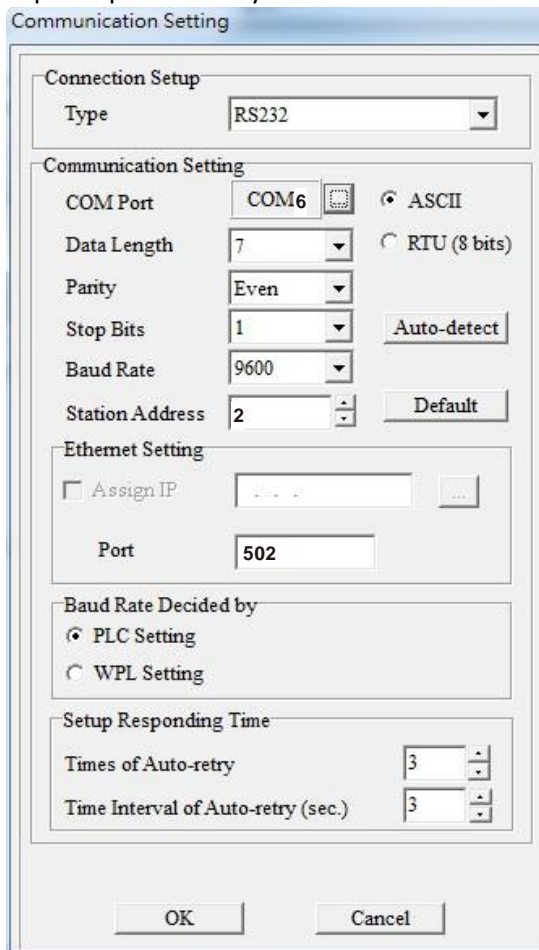 Communication Setting
Connection Setup
Type RS232
Communication Setting
COM Port COM6 ASCII
Data Length 7 RTU (8 bits)
Parity Even
Stop Bits 1 Auto-detect
Baud Rate 9600
Station Address 2 Default
Ethernet Setting
Assign IP . . . ...
Port 502
Baud Rate Decided by
PLC Setting
WPL Setting
Setup Responding Time
Times of Auto-retry 3
Time Interval of Auto-retry (sec.) 3
OK Cancel